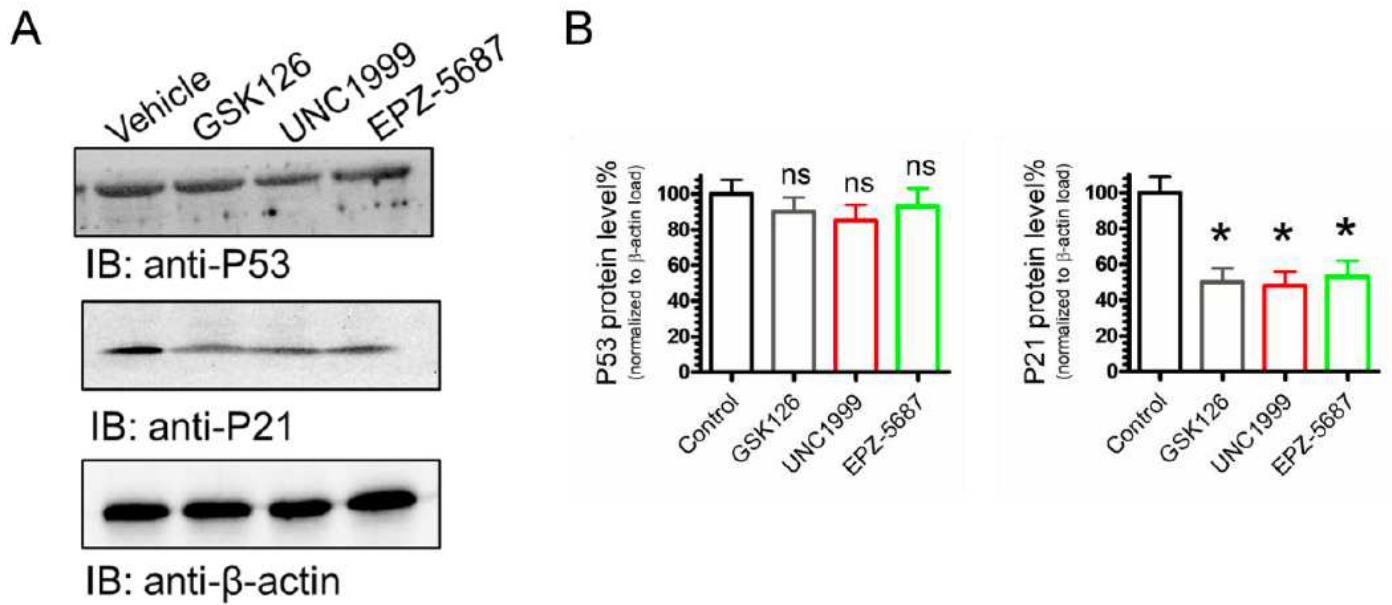 A
Vehicle
GSK126
UNC1999
EPZ-5687
IB: anti-P53
IB: anti-P21
IB: anti-β-actin
B
P53 protein level%
(normalized to β-actin load)
100
80
60
40
20
0
ns
ns
ns
Control
GSK126
UNC1999
EPZ-5687
P21 protein level%
(normalized to β-actin load)
100
80
60
40
20
0
*
*
*
Control
GSK126
UNC1999
EPZ-5687